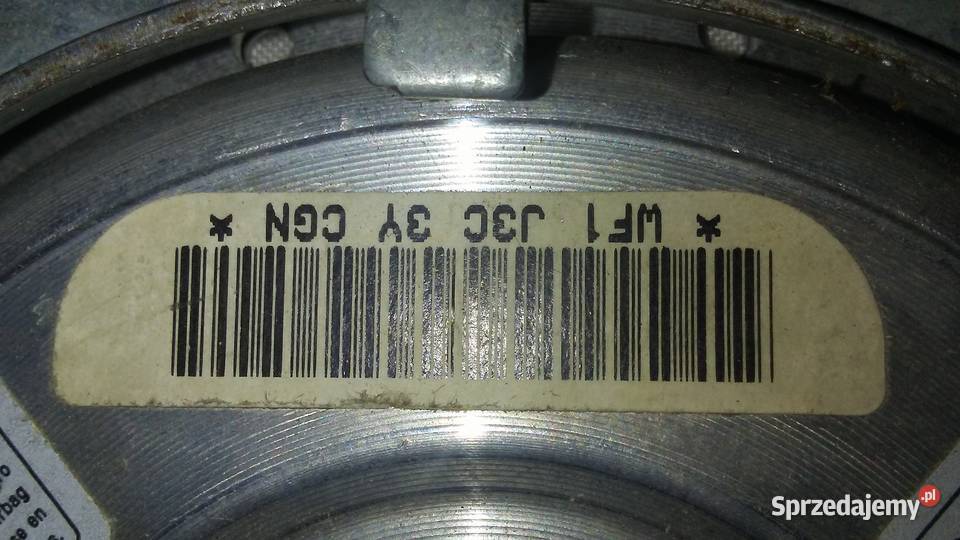 * WF1 J3C 3Y CGN *
Sprzedajemy.pl